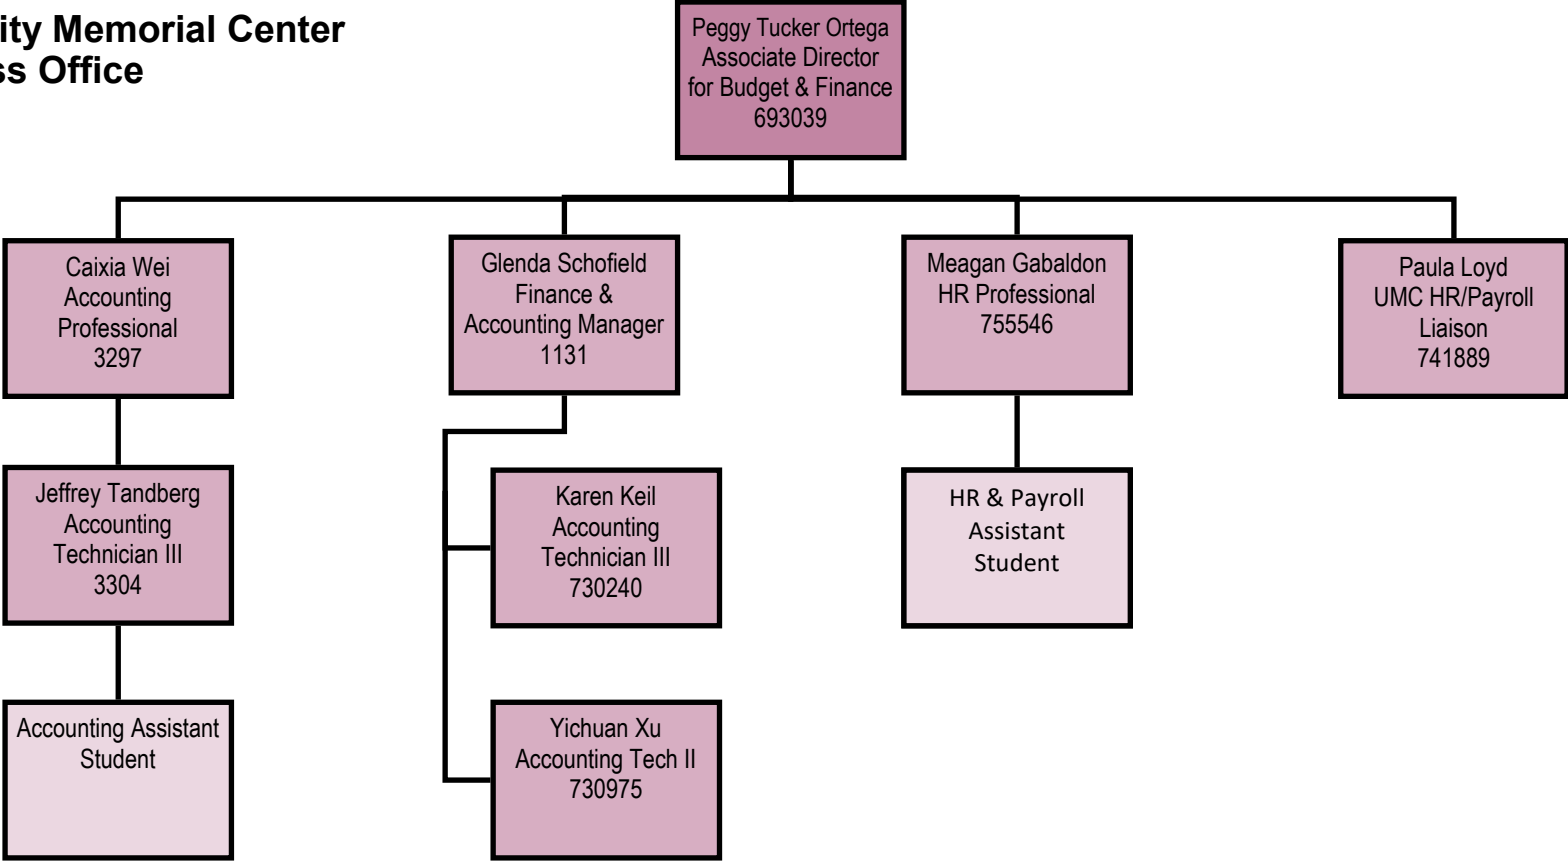 ity Memorial Center
ss Office
Peggy Tucker Ortega
Associate Director
for Budget & Finance
693039
Caixia Wei
Accounting
Professional
3297
Glenda Schofield
Finance &
Accounting Manager
1131
Meagan Gabaldon
HR Professional
755546
Paula Loyd
UMC HR/Payroll
Liaison
741889
Jeffrey Tandberg
Accounting
Technician III
3304
Karen Keil
Accounting
Technician III
730240
HR & Payroll
Assistant
Student
Accounting Assistant
Student
Yichuan Xu
Accounting Tech II
730975